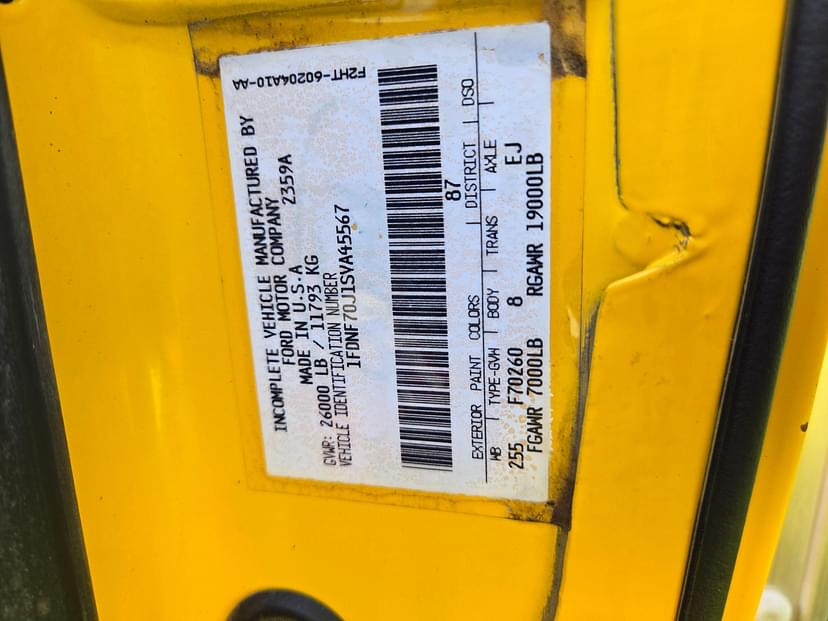 F2HT-60204A10-AA
INCOMPLETE VEHICLE MANUFACTURED BY
FORD MOTOR COMPANY 2359A
MADE IN U.S.A
GVWR: 26000 LB / 11793 KG
VEHICLE IDENTIFICATION NUMBER
1FDNF70J1SVA45567
87
EXTERIOR PAINT COLORS DISTRICT DSO
WB TYPE-GVW BODY TRANS AXLE
255 F70260 8 EJ
FGAWR 7000LB RGAWR 19000LB